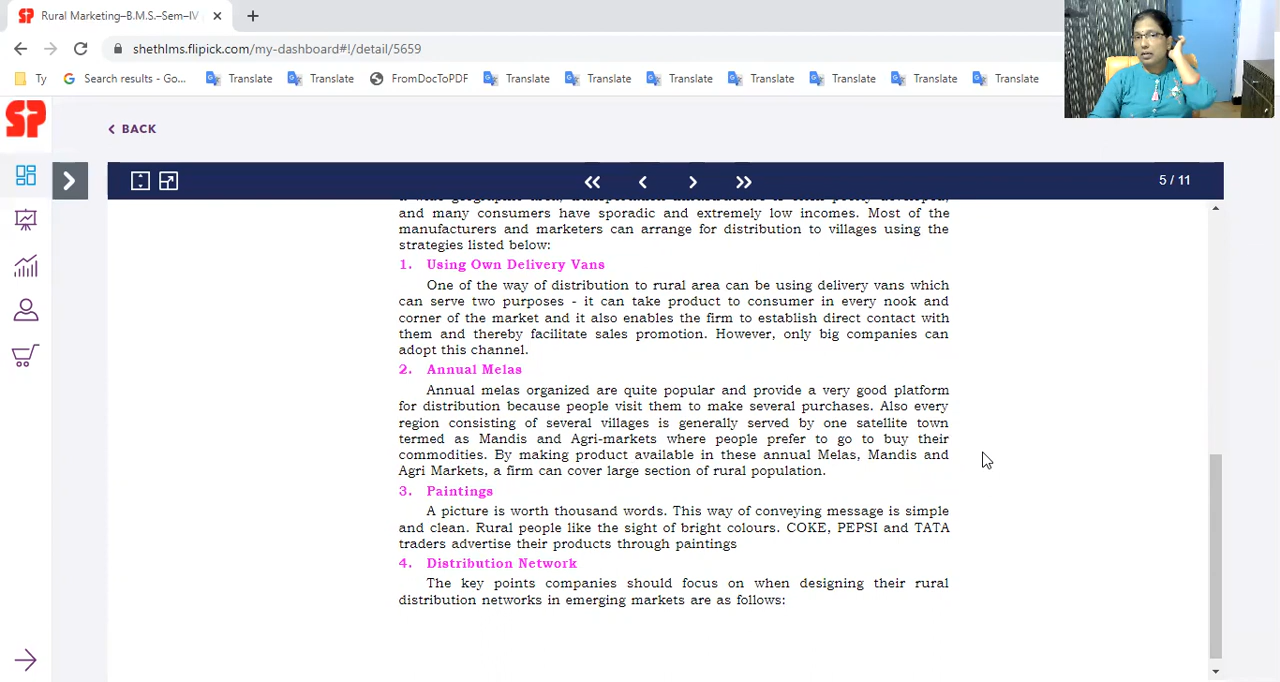 Rural Marketing–B.M.S.–Sem–IV
shethlms.flipick.com/my-dashboard#!/detail/5659
Ty
Search results - Go...
Translate
Translate
FromDocToPDF
Translate
Translate
Translate
Translate
Translate
Translate
Translate
SP
BACK
5 / 11
and many consumers have sporadic and extremely low incomes. Most of the
manufacturers and marketers can arrange for distribution to villages using the
strategies listed below:
1. Using Own Delivery Vans
One of the way of distribution to rural area can be using delivery vans which
can serve two purposes - it can take product to consumer in every nook and
corner of the market and it also enables the firm to establish direct contact with
them and thereby facilitate sales promotion. However, only big companies can
adopt this channel.
2. Annual Melas
Annual melas organized are quite popular and provide a very good platform
for distribution because people visit them to make several purchases. Also every
region consisting of several villages is generally served by one satellite town
termed as Mandis and Agri-markets where people prefer to go to buy their
commodities. By making product available in these annual Melas, Mandis and
Agri Markets, a firm can cover large section of rural population.
3. Paintings
A picture is worth thousand words. This way of conveying message is simple
and clean. Rural people like the sight of bright colours. COKE, PEPSI and TATA
traders advertise their products through paintings
4. Distribution Network
The key points companies should focus on when designing their rural
distribution networks in emerging markets are as follows: